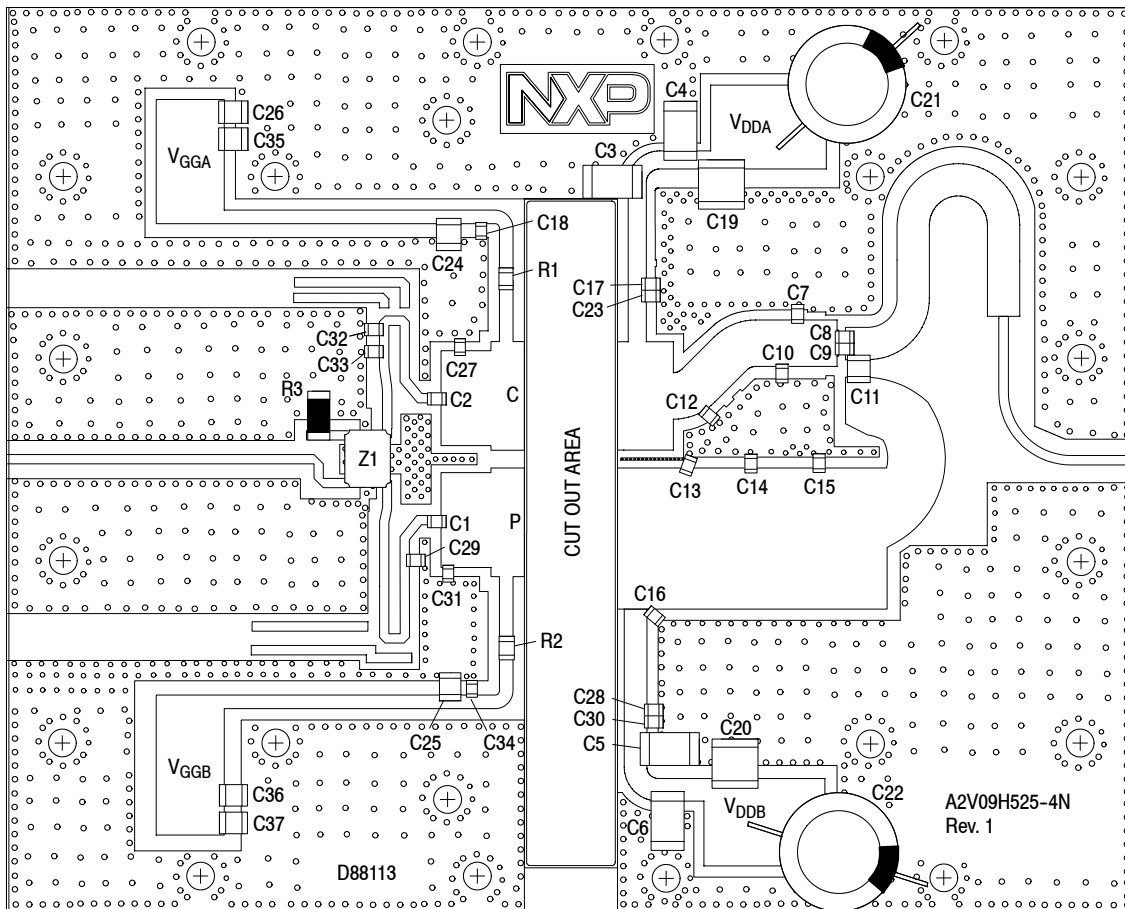 NXP
C4
C21
VDDA
C26
C35
VGGA
C3
C19
C18
C24
R1
C17
C23
C7
C8
C9
C32
C33
C27
C10
C11
R3
C2
C
C12
Z1
CUT OUT AREA
C13
C14
C15
C1
P
C29
C31
C16
R2
C28
C30
C25
C34
C5
C20
VGGB
C36
C37
C6
VDDB
C22
A2V09H525-4N
Rev. 1
D88113